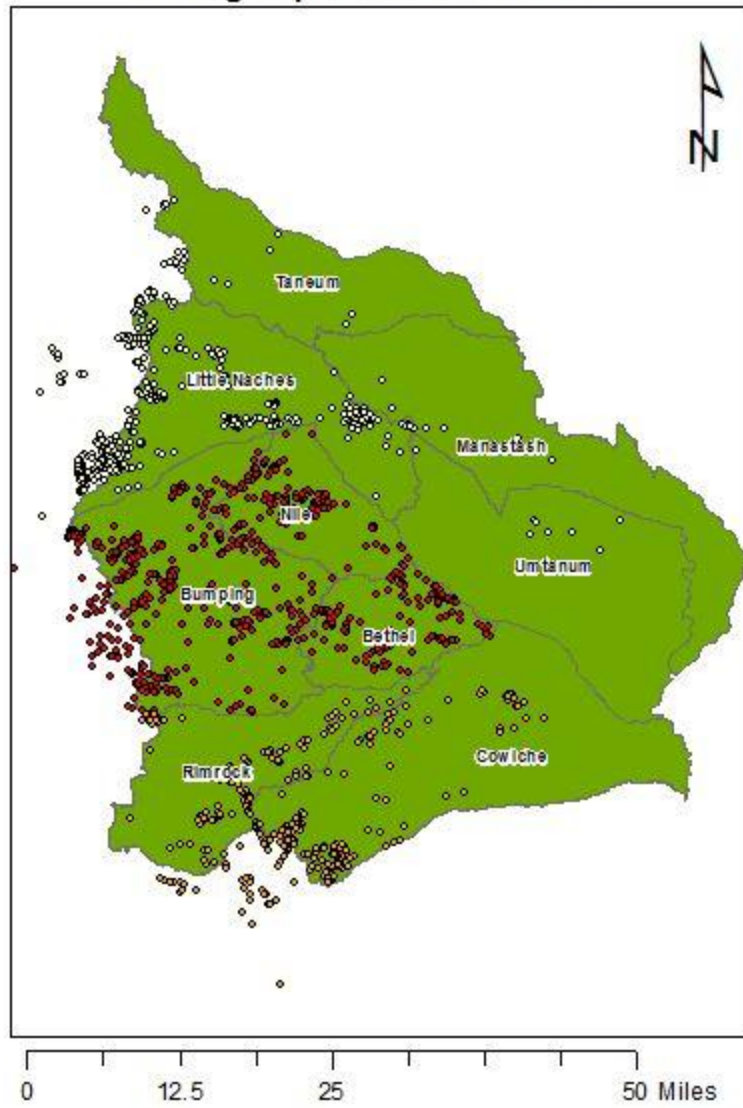 N
Taneum
Little Naches
Manastash
Nile
Umtanum
Bumping
Bethel
Cowiche
Rimrock
0 12.5 25 50 Miles